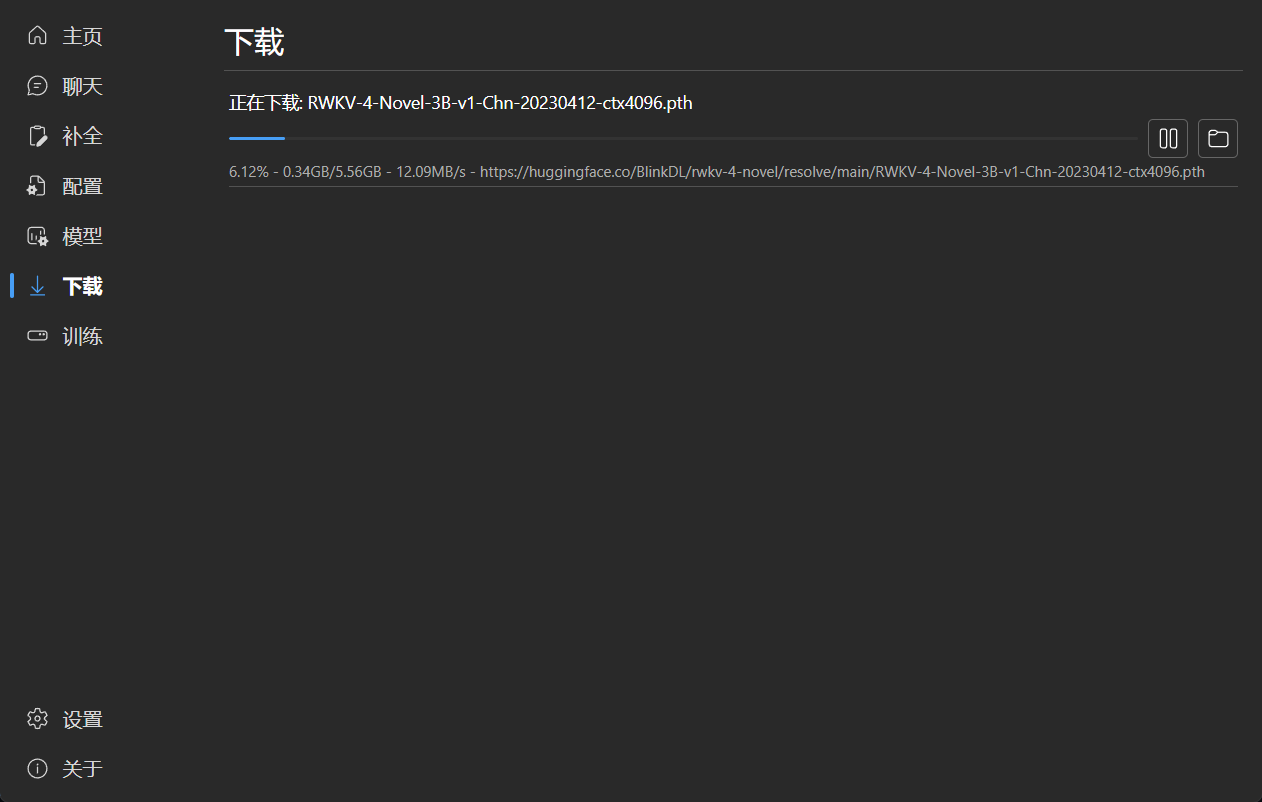 主页
聊天
补全
配置
模型
下载
训练
设置
关于
下载
正在下载: RWKV-4-Novel-3B-v1-Chn-20230412-ctx4096.pth
6.12% - 0.34GB/5.56GB - 12.09MB/s - https://huggingface.co/BlinkDL/rwkv-4-novel/resolve/main/RWKV-4-Novel-3B-v1-Chn-20230412-ctx4096.pth